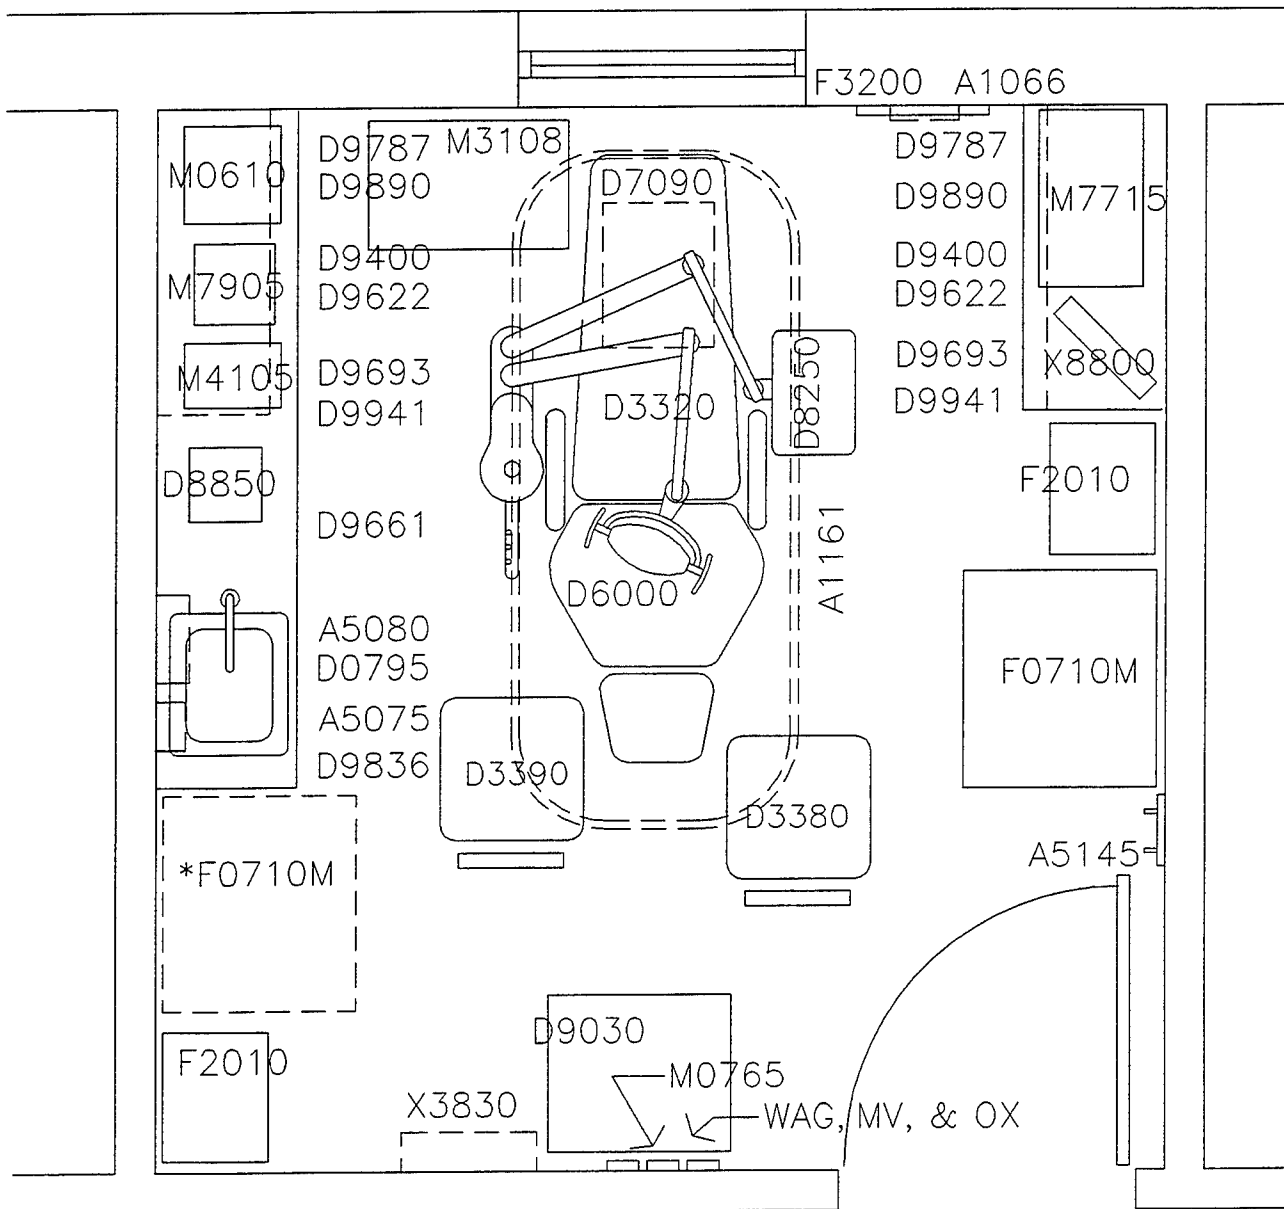 F3200 A1066
M0610
D9787
D9890
M3108
D7090
D9787
D9890
M7715
M7905
D9400
D9622
D9400
D9622
M4105
D9693
D9941
D3320
D8250
D9693
D9941
X8800
D8850
D9661
F2010
A1161
D6000
A5080
D0795
A5075
D9836
F0710M
D3390
D3380
*F0710M
A5145
D9030
F2010
M0765
X3830
WAG, MV, & OX